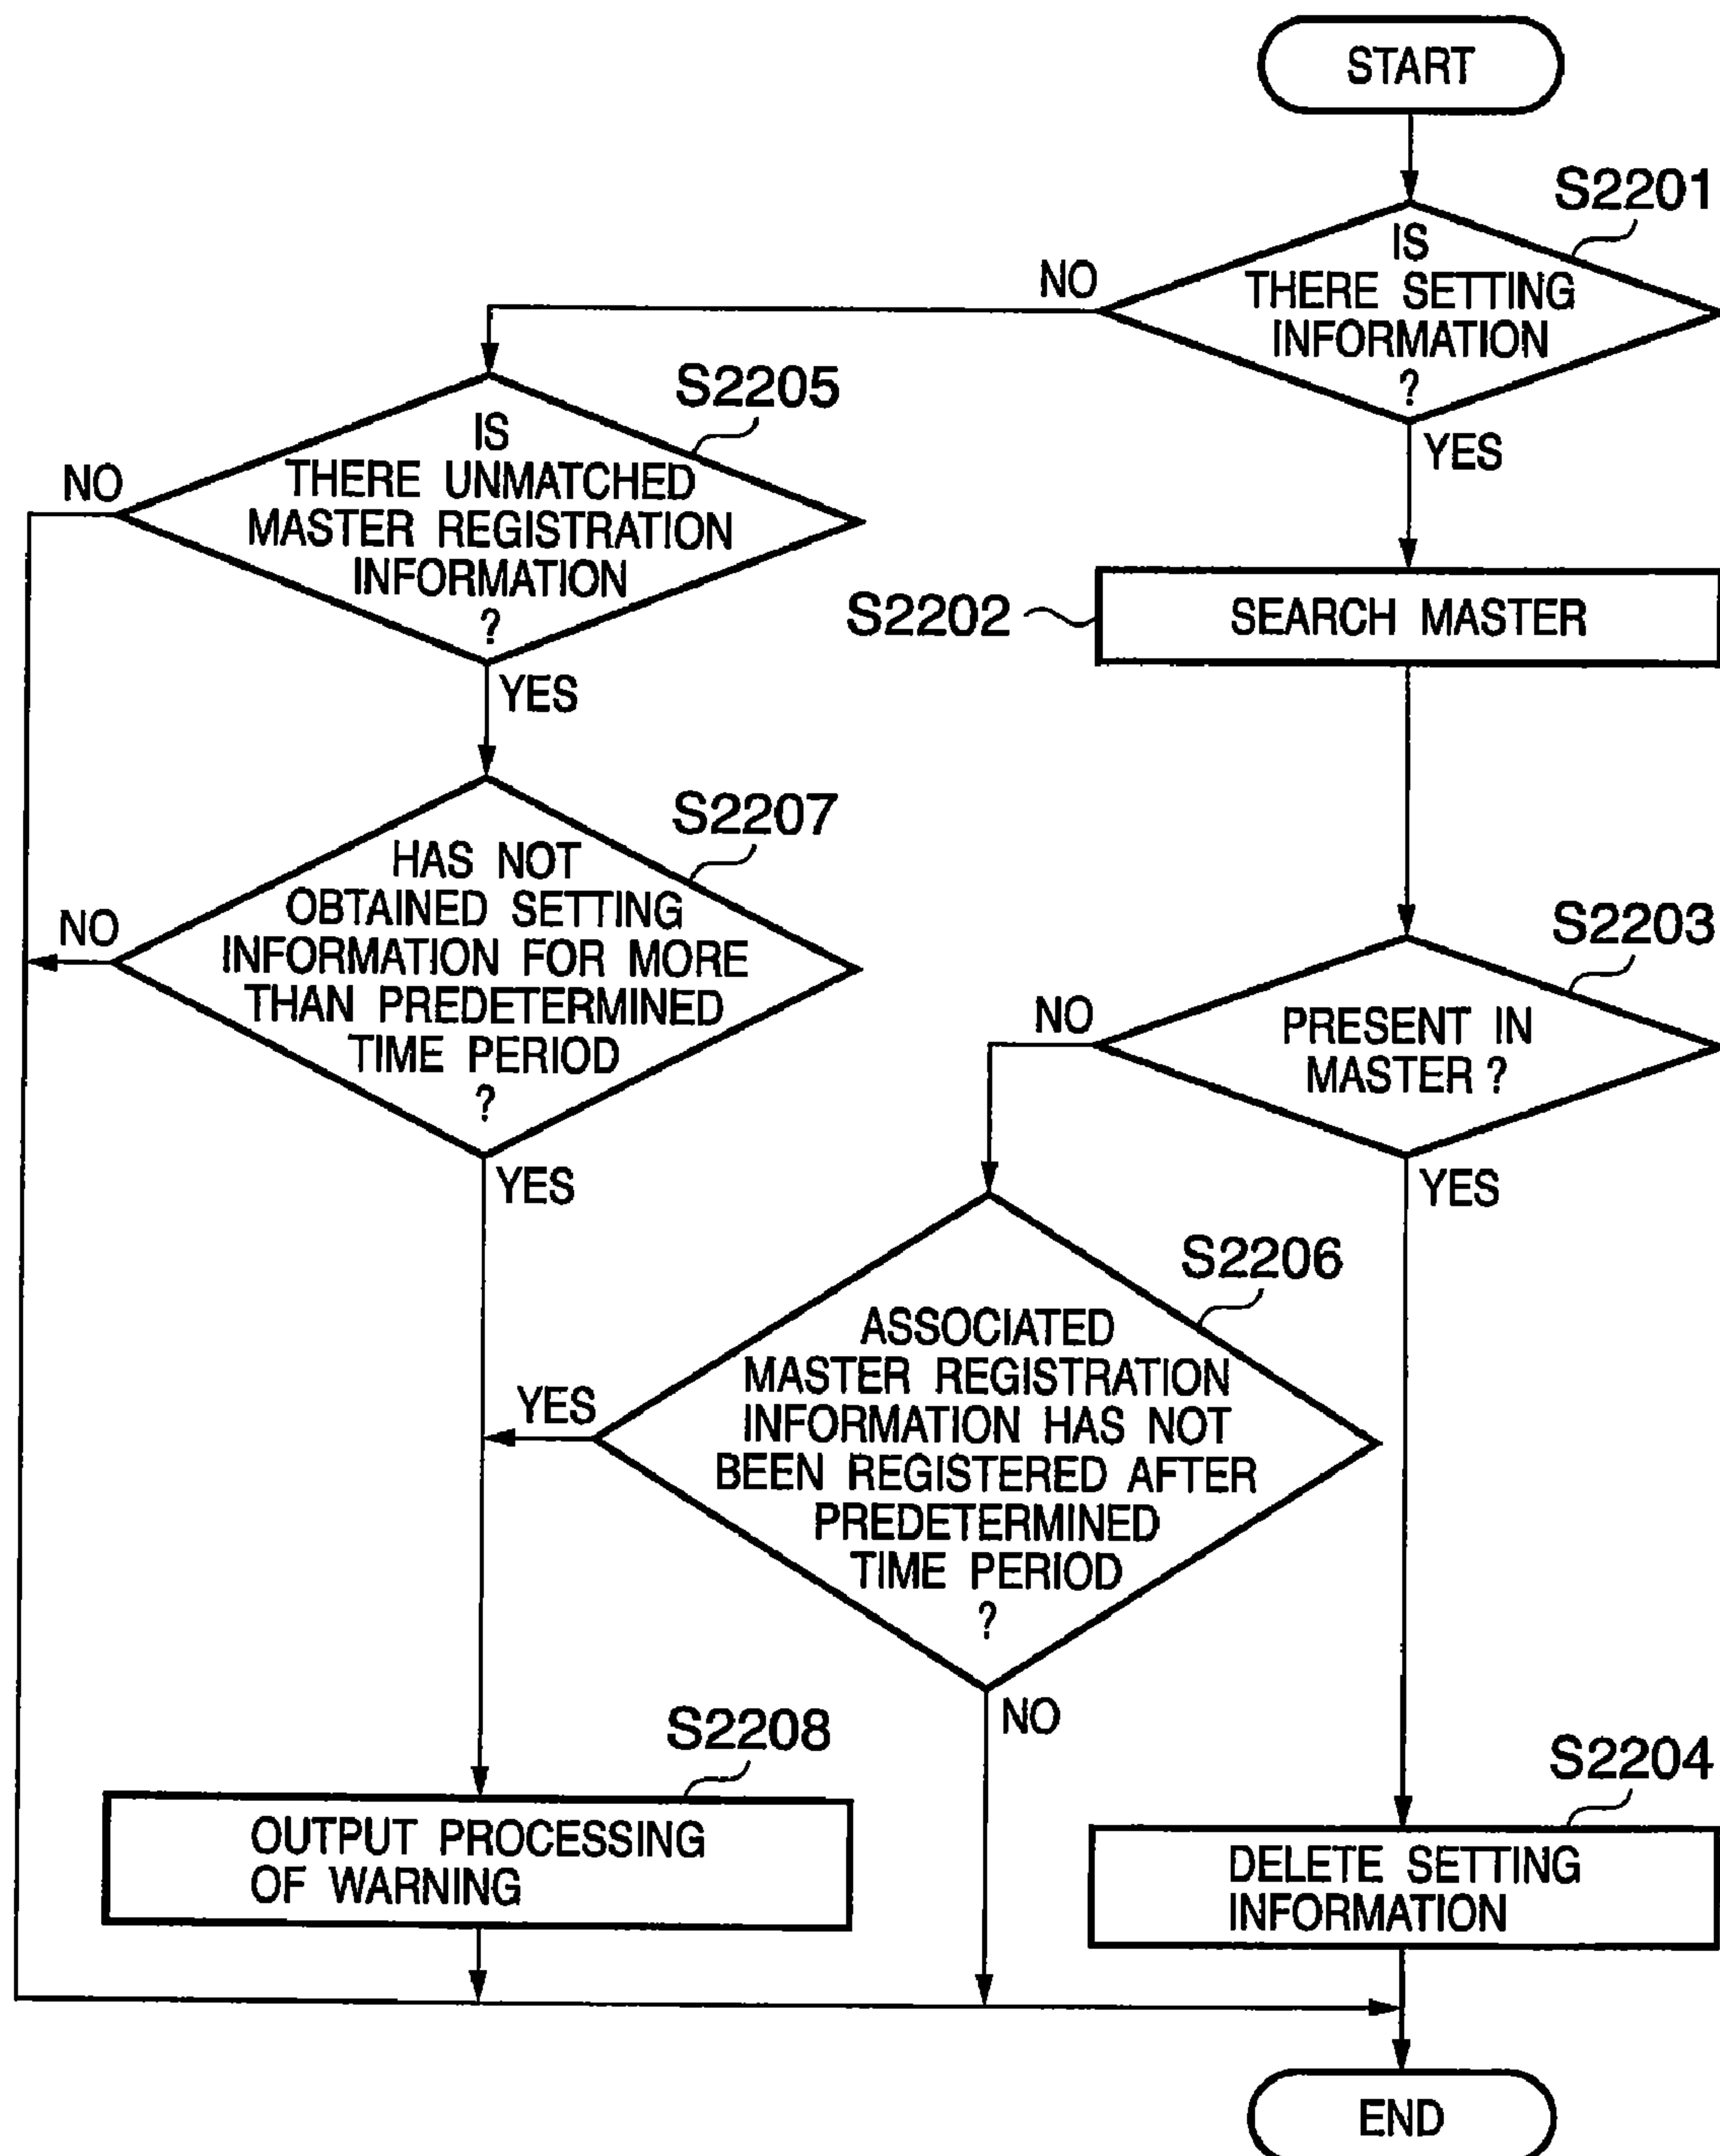 START
S2201
IS
THERE SETTING
INFORMATION
?
NO
YES
S2205
IS
THERE UNMATCHED
MASTER REGISTRATION
INFORMATION
?
NO
YES
S2202
SEARCH MASTER
S2207
HAS NOT
OBTAINED SETTING
INFORMATION FOR MORE
THAN PREDETERMINED
TIME PERIOD
?
NO
YES
S2203
PRESENT IN
MASTER ?
NO
YES
S2206
ASSOCIATED
MASTER REGISTRATION
INFORMATION HAS NOT
BEEN REGISTERED AFTER
PREDETERMINED
TIME PERIOD
?
YES
NO
S2208
OUTPUT PROCESSING
OF WARNING
S2204
DELETE SETTING
INFORMATION
END